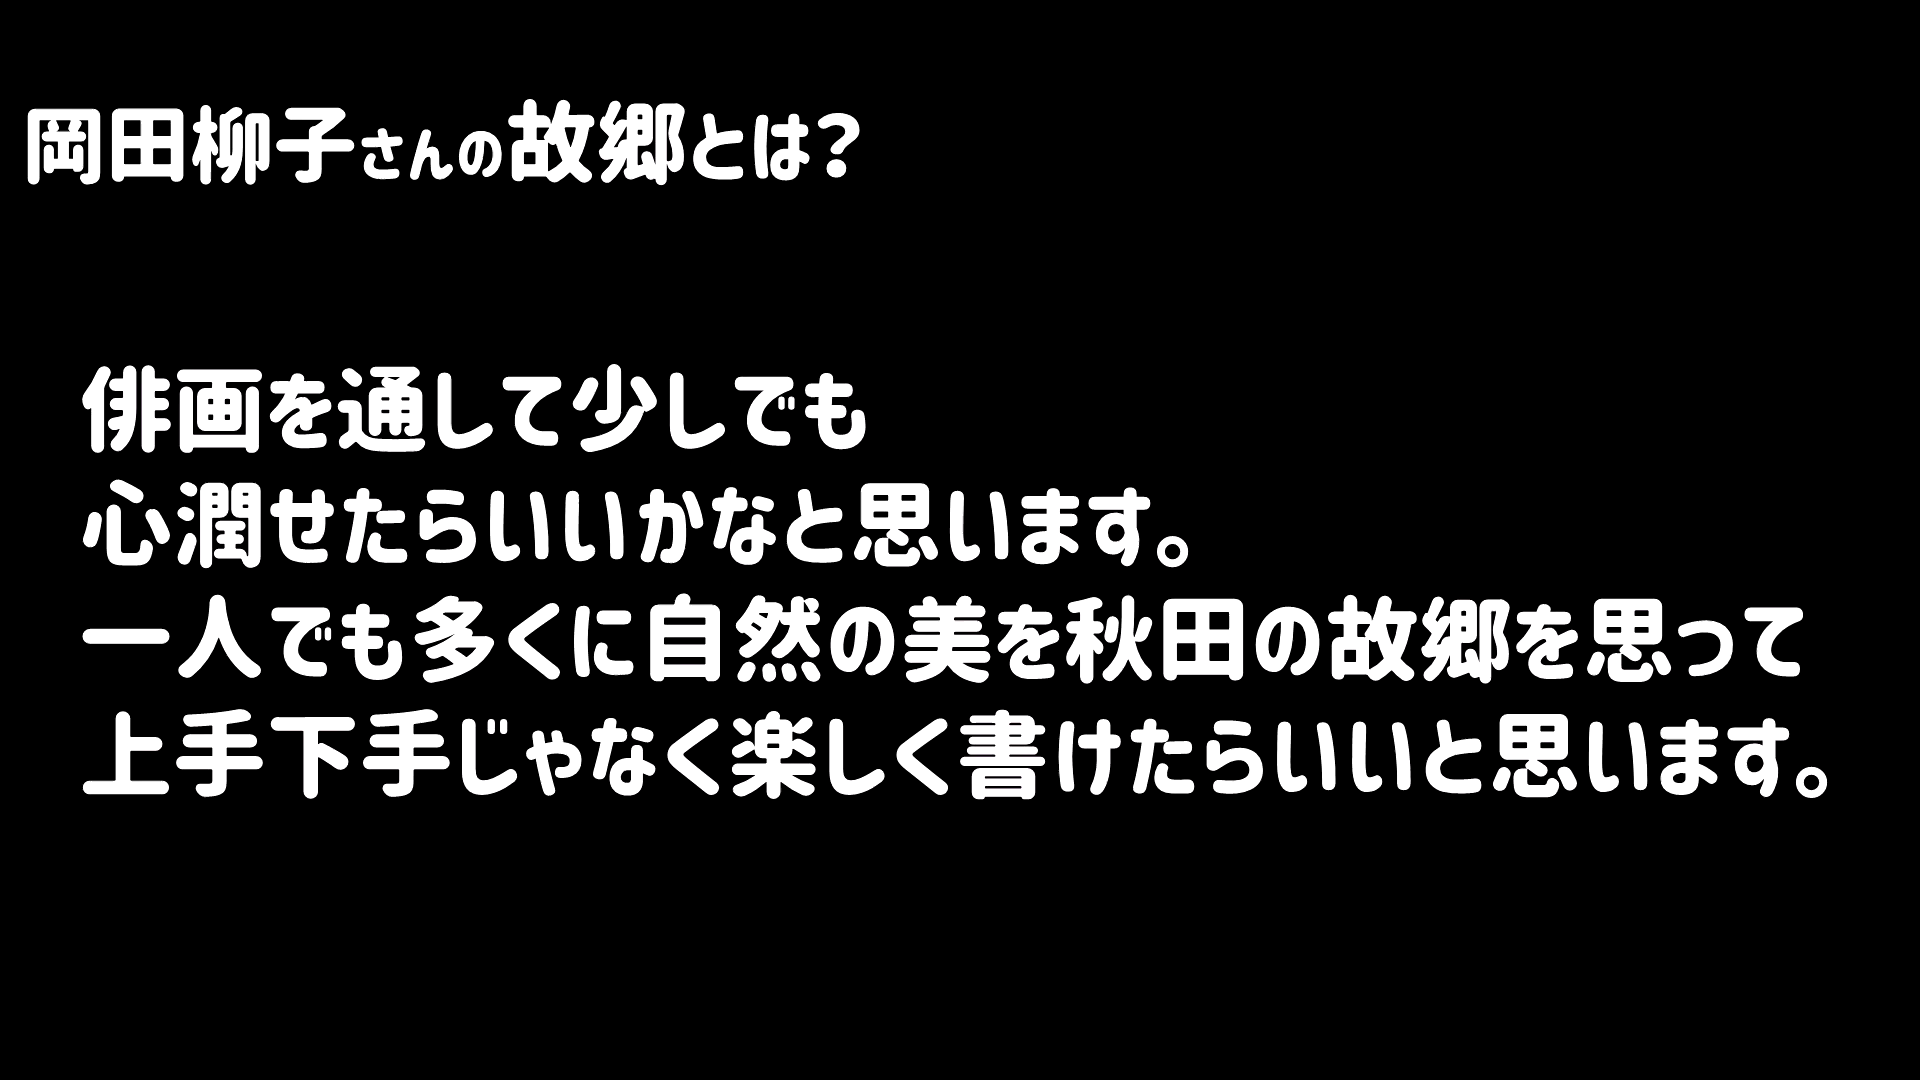 岡田柳子さんの故郷とは?
俳画を通して少しでも
心潤せたらいいかなと思います。
一人でも多くに自然の美を秋田の故郷を思って
上手下手じゃなく楽しく書けたらいいと思います。